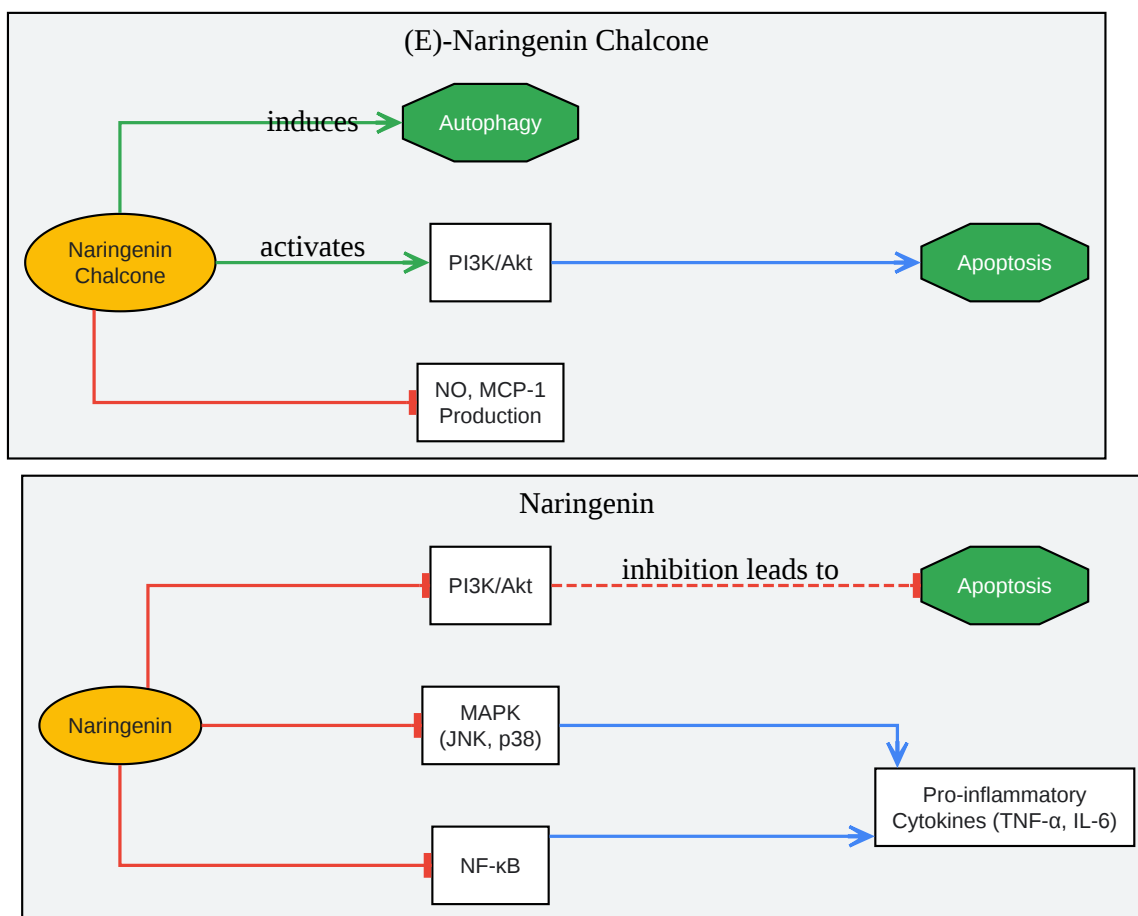 (E)-Naringenin Chalcone
induces
Autophagy
Naringenin
Chalcone
activates
PI3K/Akt
Apoptosis
NO, MCP-1
Production
Naringenin
PI3K/Akt
inhibition leads to
Apoptosis
Naringenin
MAPK
(JNK, p38)
Pro-inflammatory
Cytokines (TNF-α, IL-6)
NF-κB